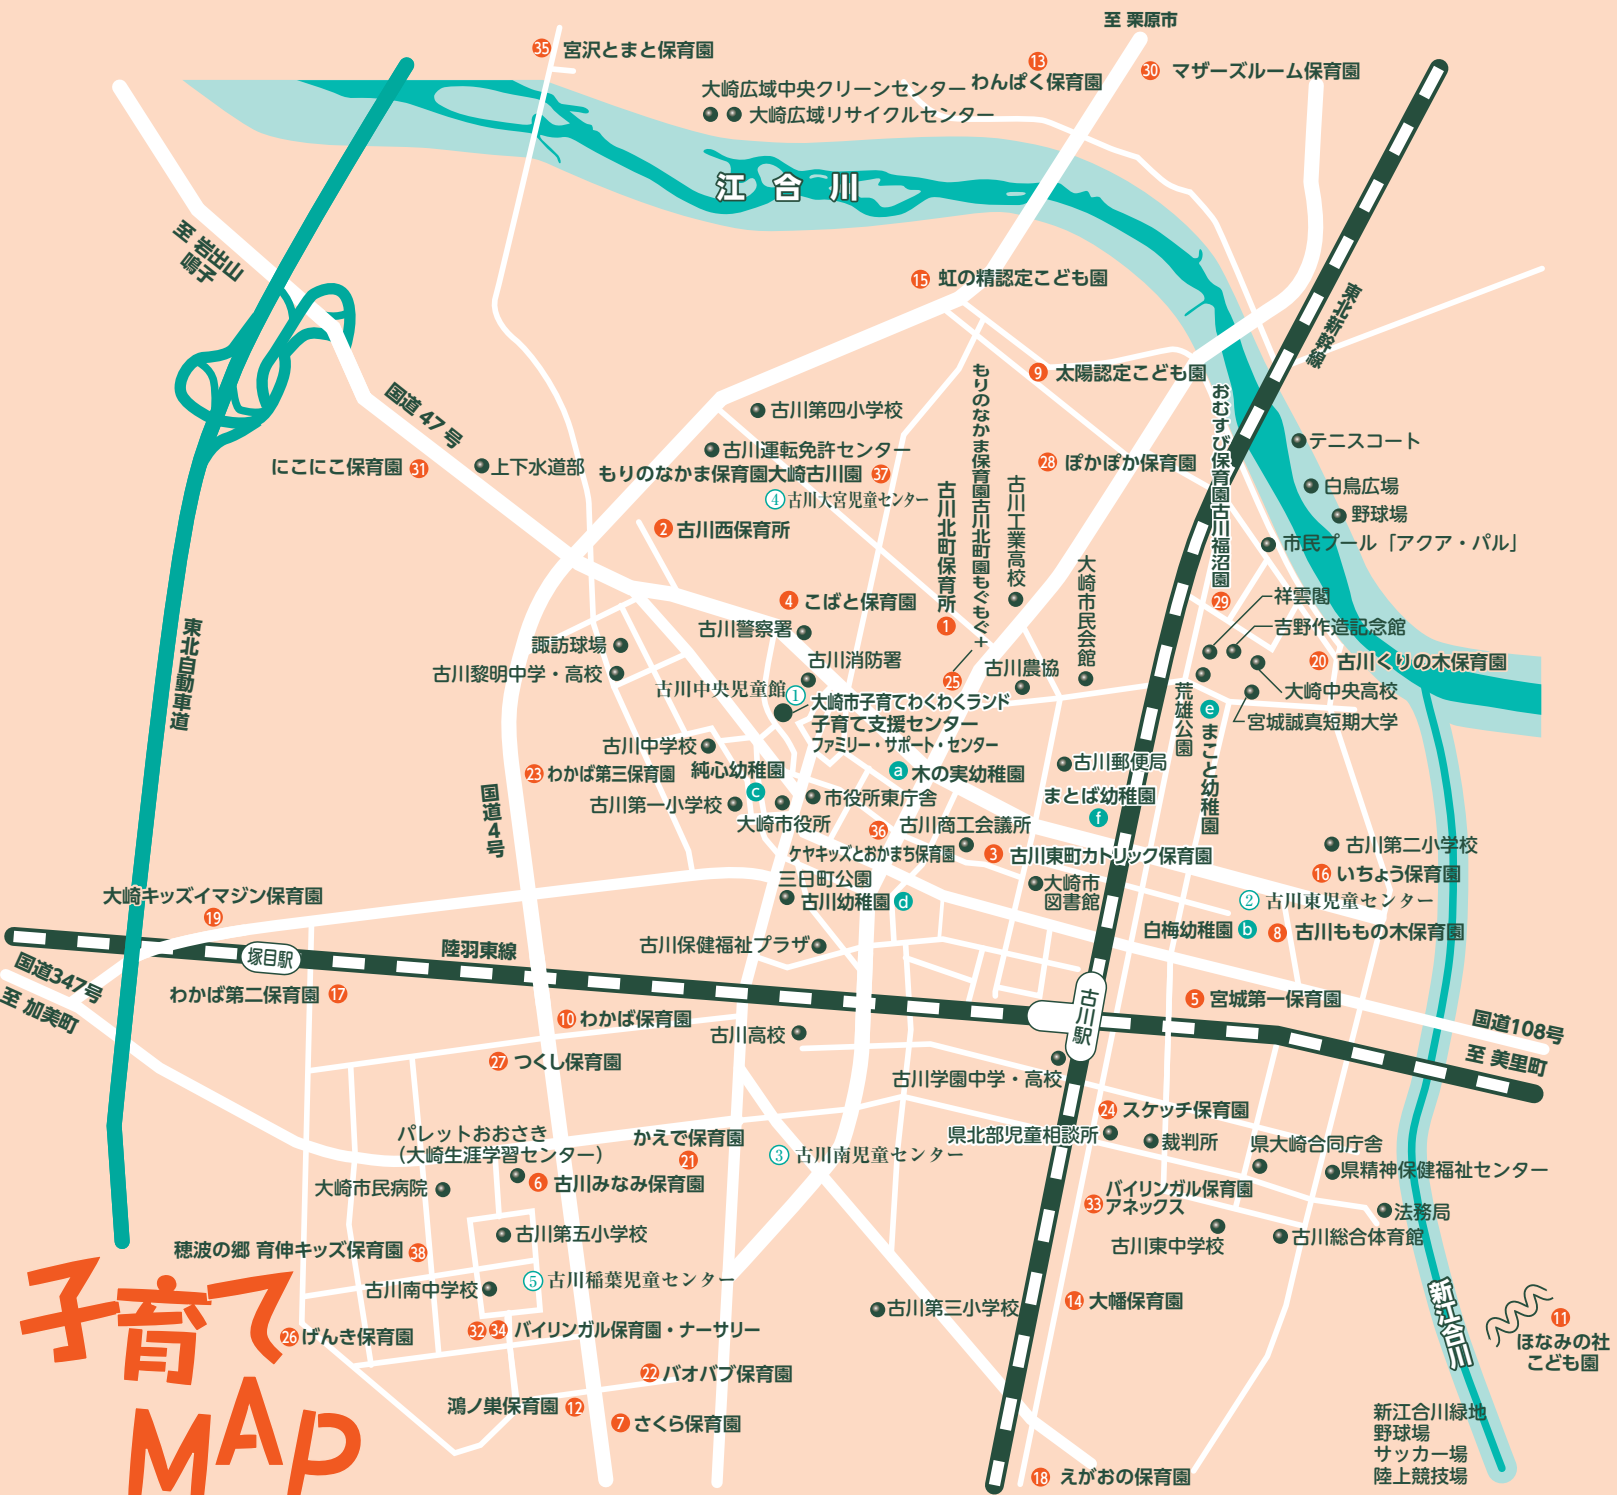 至 栗原市
㉟ 宮沢とまと保育園
⑬
わんぱく保育園
㉚ マザーズルーム保育園
大崎広域中央クリーンセンター
大崎広域リサイクルセンター
江合川
至 岩出山
鳴子
⑮ 虹の精認定こども園
東北新幹線
⑨ 太陽認定こども園
国道 47 号
もりのなかま保育園古川北町園もぐもぐ+
㉕
おむすび保育園古川福沼園
㉙
古川第四小学校
テニスコート
古川運転免許センター
にこにこ保育園 ㉛
上下水道部
もりのなかま保育園大崎古川園 ㊲
㉘ ぽかぽか保育園
④ 古川大宮児童センター
古川北町保育所
❶
古川工業高校
白鳥広場
野球場
② 古川西保育所
市民プール「アクア・パル」
大崎市民会館
④ こばと保育園
祥雲閣
古川警察署
吉野作造記念館
諏訪球場
古川消防署
古川農協
⑳ 古川くりの木保育園
古川黎明中学・高校
古川中央児童館 ①
大崎中央高校
荒雄公園
大崎市子育てわくわくランド
子育て支援センター
ファミリー・サポート・センター
宮城誠真短期大学
東北自動車道
e
まこと幼稚園
古川中学校
㉓ わかば第三保育園
純心幼稚園
c
a 木の実幼稚園
古川郵便局
国道4号
古川第一小学校
市役所東庁舎
まとば幼稚園
f
大崎市役所
㊱
古川商工会議所
ケヤキッズとおかまち保育園
③ 古川東町カトリック保育園
古川第二小学校
三日町公園
⑯ いちょう保育園
大崎市
図書館
大崎キッズイマジン保育園
⑲
古川幼稚園 d
② 古川東児童センター
白梅幼稚園 b
⑧ 古川ももの木保育園
陸羽東線
古川保健福祉プラザ
塚目駅
国道347号
至 加美町
わかば第二保育園 ⑰
古川駅
⑤ 宮城第一保育園
⑩ わかば保育園
古川高校
国道108号
至 美里町
㉗ つくし保育園
古川学園中学・高校
㉔ スケッチ保育園
パレットおおさき
(大崎生涯学習センター)
かえで保育園
㉑
県北部児童相談所
裁判所
県大崎合同庁舎
③ 古川南児童センター
県精神保健福祉センター
大崎市民病院
⑥ 古川みなみ保育園
㉝
バイリンガル保育園
アネックス
法務局
古川第五小学校
古川東中学校
古川総合体育館
穂波の郷 育伸キッズ保育園 ㊳
古川南中学校
⑤ 古川稲葉児童センター
古川第三小学校
⑭ 大幡保育園
新江合川
⑪
ほなみの社
こども園
㉖ げんき保育園
㉜ ㉞ バイリンガル保育園・ナーサリー
㉒ バオバブ保育園
鴻ノ巣保育園 ⑫
⑦ さくら保育園
新江合川緑地
野球場
サッカー場
陸上競技場
⑱ えがおの保育園
子育て
MAP